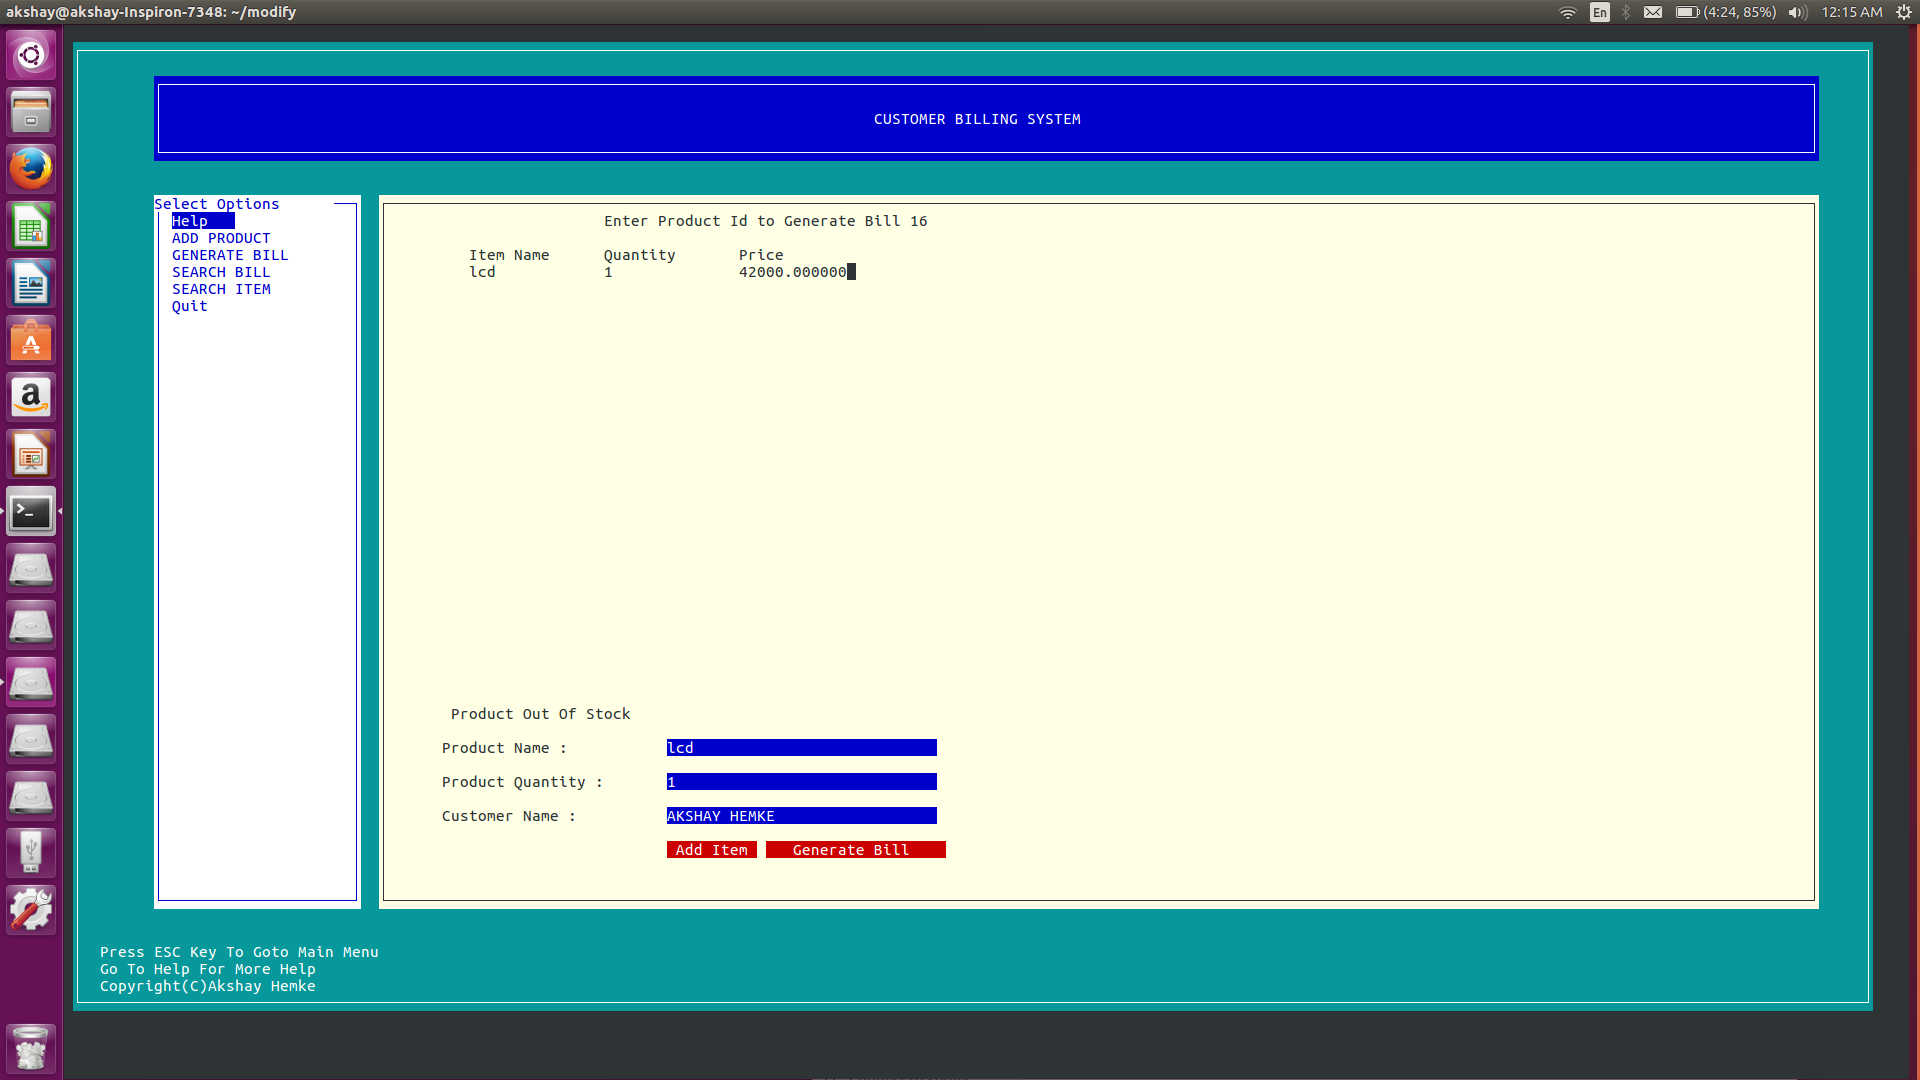 akshay@akshay-Inspiron-7348: ~/modify
En
(4:24, 85%)
12:15 AM
CUSTOMER BILLING SYSTEM
Select Options
Help
ADD PRODUCT
GENERATE BILL
SEARCH BILL
SEARCH ITEM
Quit
Enter Product Id to Generate Bill 16
Item Name Quantity Price
lcd 1 42000.000000
Product Out Of Stock
Product Name : lcd
Product Quantity : 1
Customer Name : AKSHAY HEMKE
Add Item Generate Bill
Press ESC Key To Goto Main Menu
Go To Help For More Help
Copyright(C)Akshay Hemke